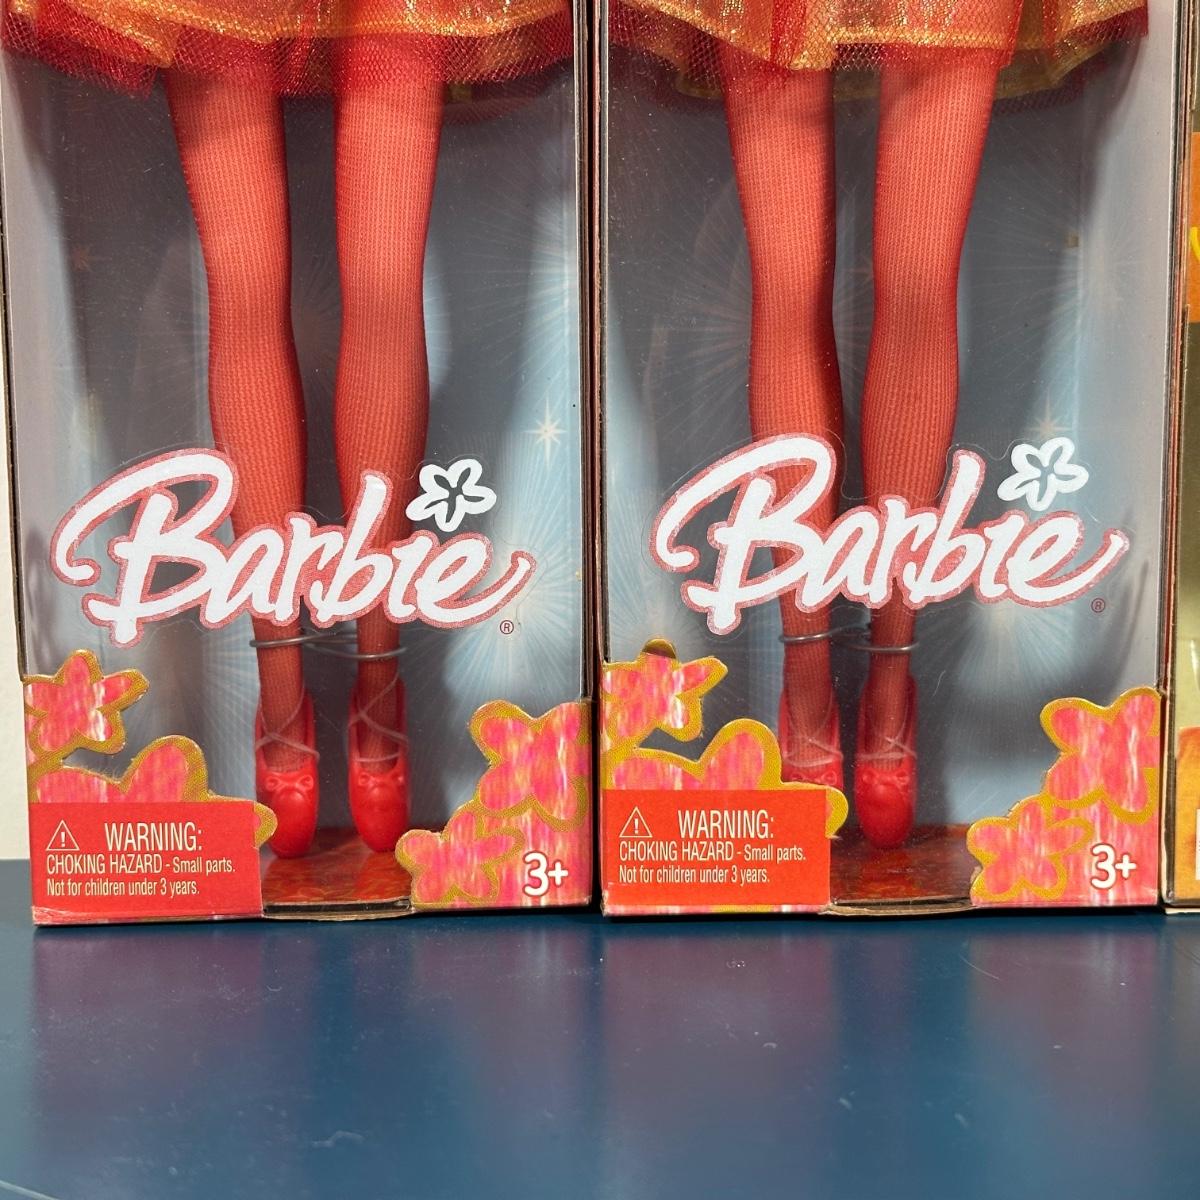 Barbie®
WARNING:
CHOKING HAZARD - Small parts.
Not for children under 3 years.
3+
Barbie®
WARNING:
CHOKING HAZARD - Small parts.
Not for children under 3 years.
3+